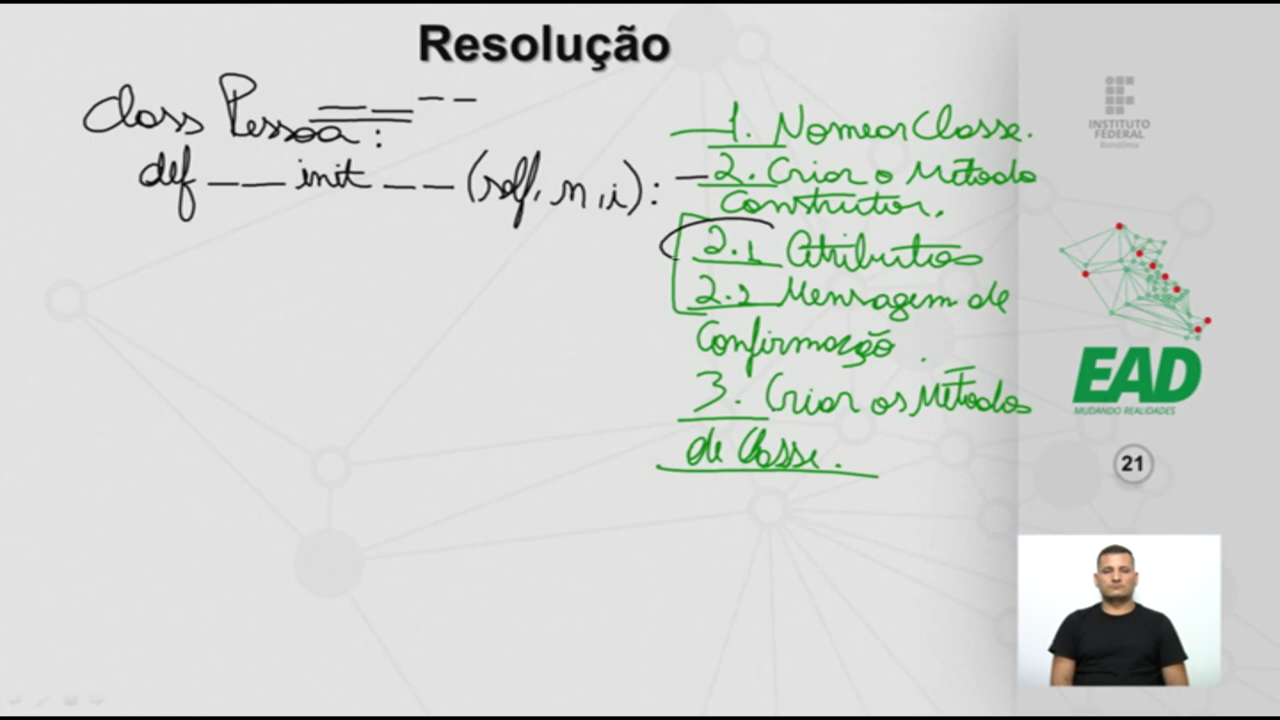 Resolução
class Pessoa:
def __init__(self, n, i):
1. Nomear Classe.
2. Criar o Método
Construtor.
2.1 Atributos
2.2 Mensagem de
Confirmação.
3. Criar os Métodos
de Classe.
INSTITUTO
FEDERAL
Rondônia
EAD
MUDANDO REALIDADES
21